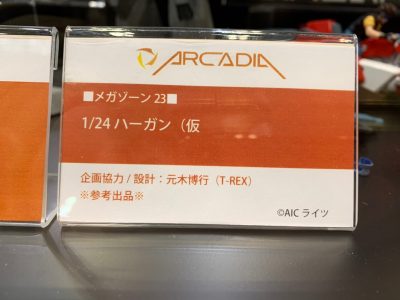 ARCADIA
■メガゾーン 23■
1/24 ハーガン（仮
企画協力 / 設計：元木博行（T-REX）
※参考出品※
©AIC ライツ